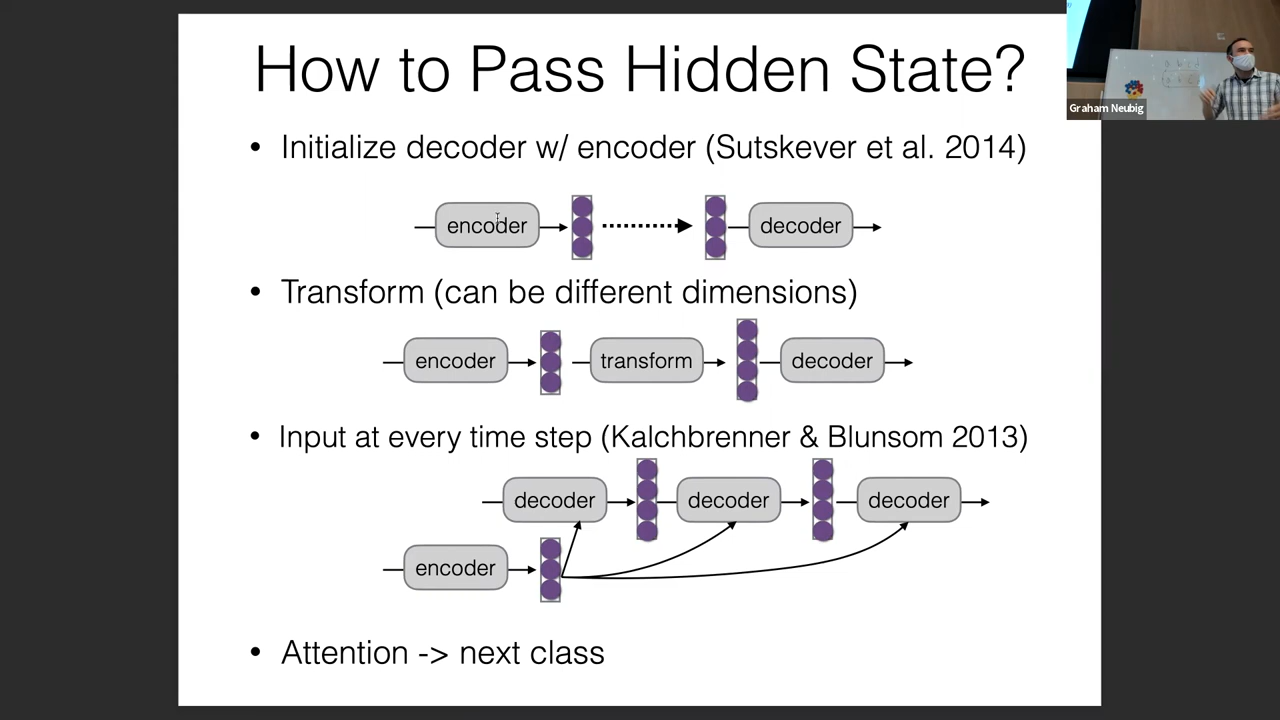 How to Pass Hidden State?
Graham Neubig
• Initialize decoder w/ encoder (Sutskever et al. 2014)
encoder decoder
• Transform (can be different dimensions)
encoder transform decoder
• Input at every time step (Kalchbrenner & Blunsom 2013)
decoder decoder decoder
encoder
• Attention -> next class